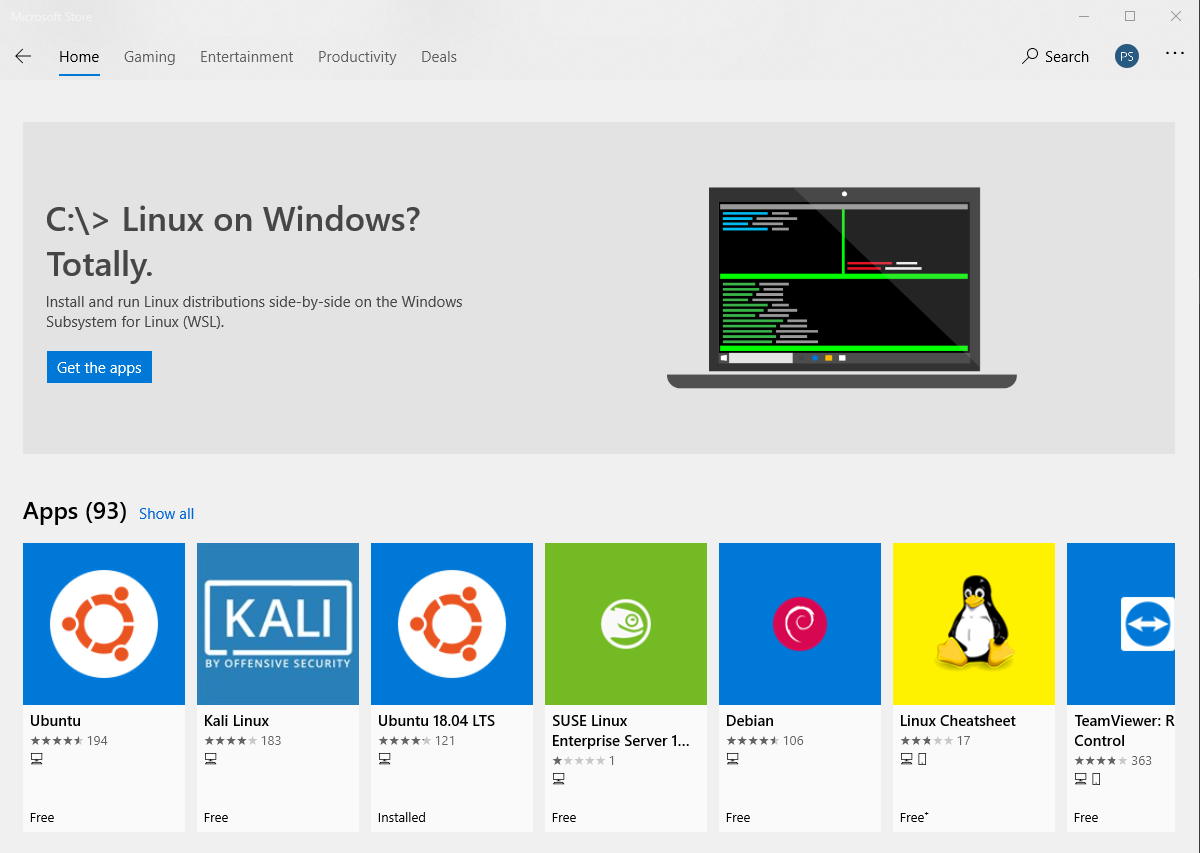 Microsoft Store
Home Gaming Entertainment Productivity Deals Search PS
C:\> Linux on Windows?
Totally.
Install and run Linux distributions side-by-side on the Windows
Subsystem for Linux (WSL).
Get the apps
Apps (93) Show all
KALI
BY OFFENSIVE SECURITY
Ubuntu
194
Free
Kali Linux
183
Free
Ubuntu 18.04 LTS
121
Installed
SUSE Linux
Enterprise Server 1...
1
Free
Debian
106
Free
Linux Cheatsheet
17
Free+
TeamViewer: R
Control
363
Free